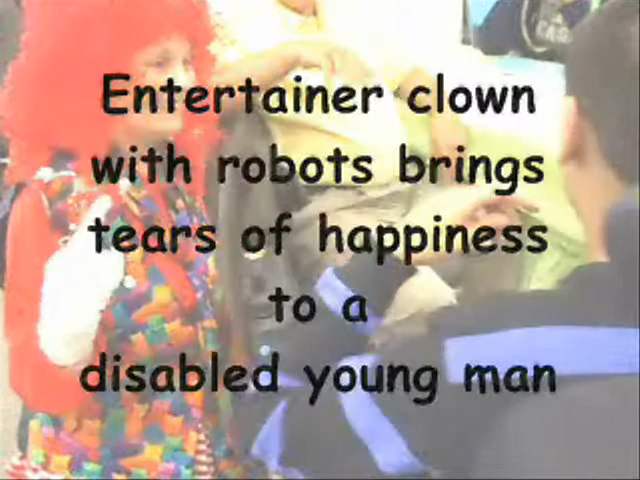 Entertainer clown
with robots brings
tears of happiness
to a
disabled young man